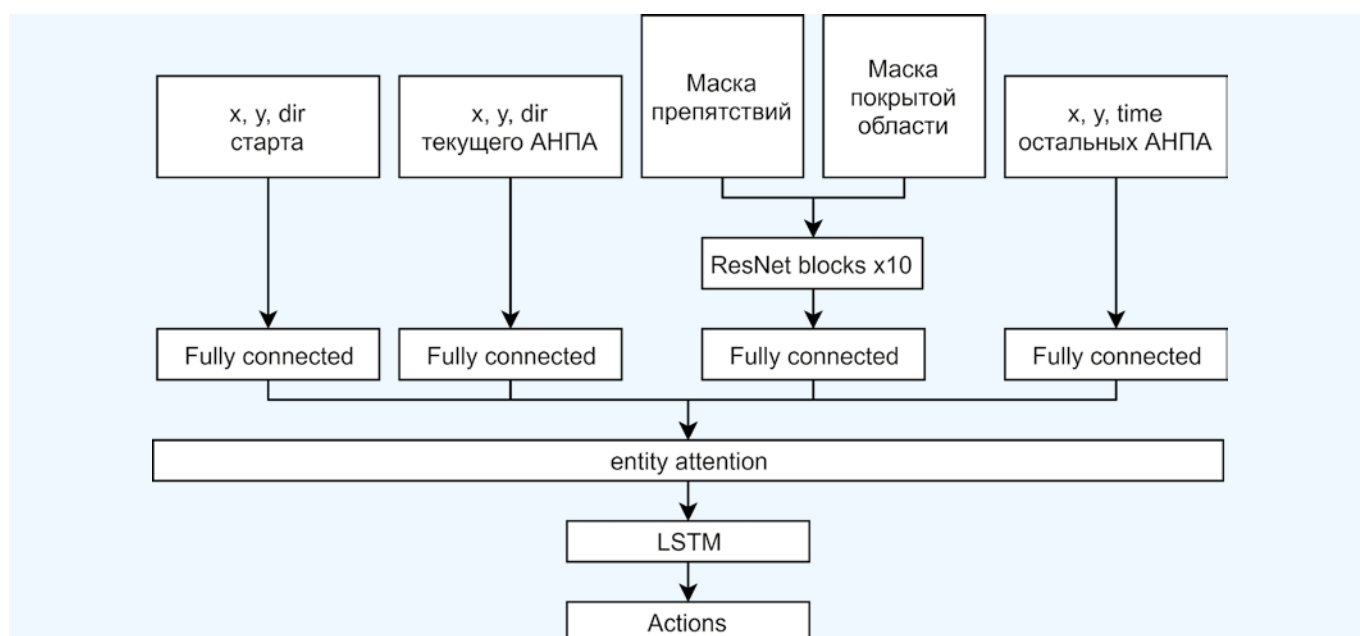 x, y, dir
старта
x, y, dir
текущего АНПА
Маска
препятствий
Маска
покрытой
области
x, y, time
остальных АНПА
ResNet blocks x10
Fully connected
Fully connected
Fully connected
Fully connected
entity attention
LSTM
Actions